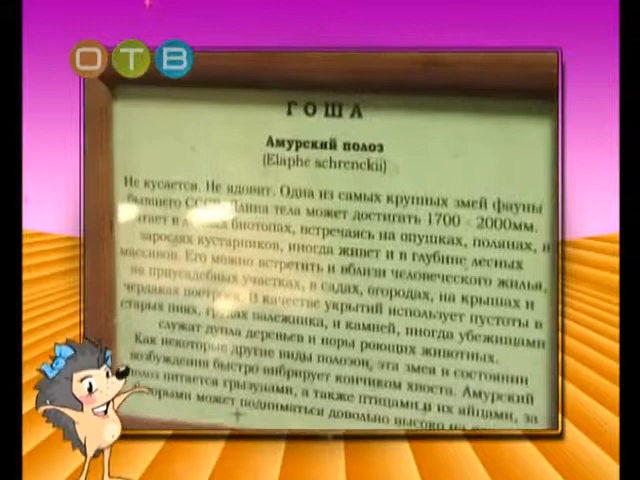 ОТВ
ГОША
Амурский полоз
(Elaphe schrenckii)
Не кусается. Не ядовит. Одна из самых крупных змей фауны
бывшего СССР. Длина тела может достигать 1700 - 2000мм.
биотопах, встречаясь на опушках, полянах, и
зарослях кустарников, иногда живет и в глубине лесных
массивов. Его можно встретить и вблизи человеческого жилья,
на приусадебных участках, в садах, огородах, на крышах и
чердаках В качестве укрытий использует пустоты в
старых пнях, валежника, и камней, иногда убежищами
служат дупла деревьев и норы роющих животных.
Как некоторые другие виды полозов, эта змея в состоянии
возбуждения быстро вибрирует кончиком хвоста. Амурский
полоз питается грызунами, а также птицами и их яйцами, за
которыми может подниматься довольно высоко на